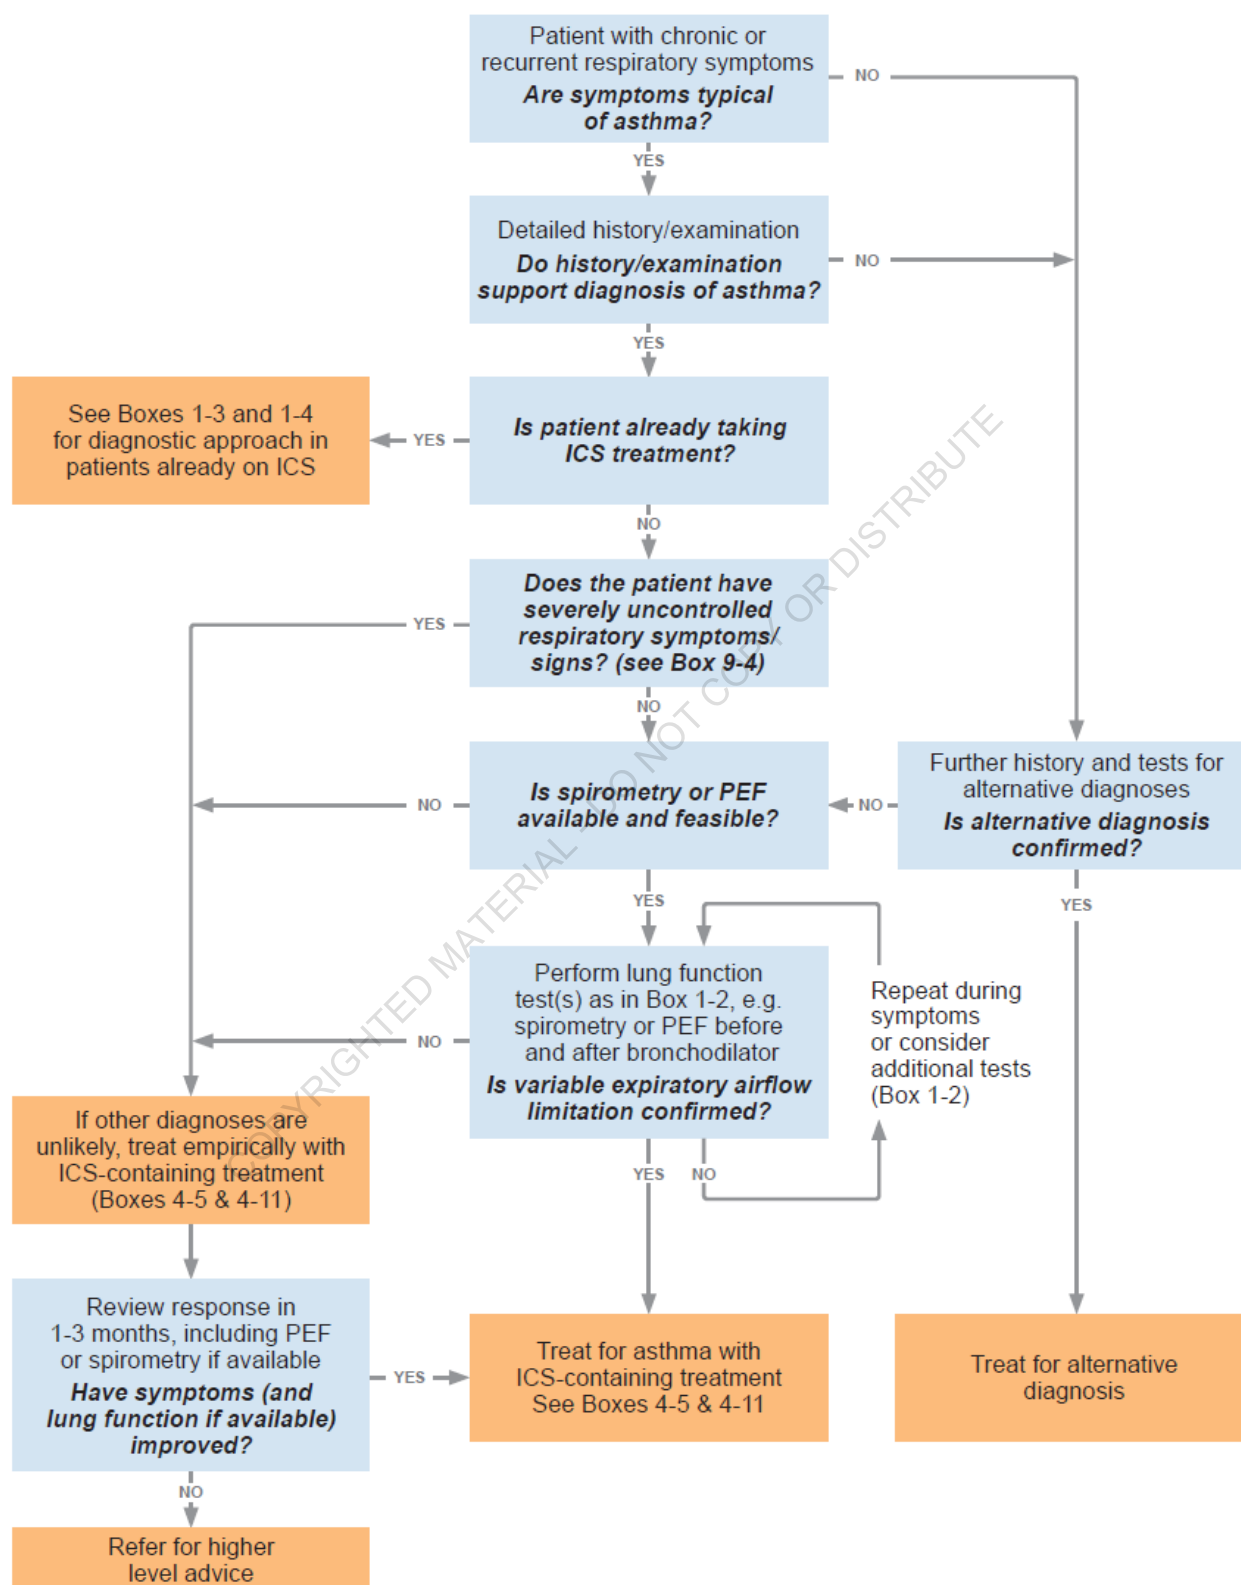 Patient with chronic or
recurrent respiratory symptoms
Are symptoms typical
of asthma?
NO
YES
Detailed history/examination
Do history/examination
support diagnosis of asthma?
NO
YES
See Boxes 1-3 and 1-4
for diagnostic approach in
patients already on ICS
YES
Is patient already taking
ICS treatment?
NO
Does the patient have
severely uncontrolled
respiratory symptoms/
signs? (see Box 9-4)
YES
NO
Is spirometry or PEF
available and feasible?
NO
NO
Further history and tests for
alternative diagnoses
Is alternative diagnosis
confirmed?
YES
YES
Perform lung function
test(s) as in Box 1-2, e.g.
spirometry or PEF before
and after bronchodilator
Is variable expiratory airflow
limitation confirmed?
NO
Repeat during
symptoms
or consider
additional tests
(Box 1-2)
YES
NO
If other diagnoses are
unlikely, treat empirically with
ICS-containing treatment
(Boxes 4-5 & 4-11)
Review response in
1-3 months, including PEF
or spirometry if available
Have symptoms (and
lung function if available)
improved?
YES
Treat for asthma with
ICS-containing treatment
See Boxes 4-5 & 4-11
Treat for alternative
diagnosis
NO
Refer for higher
level advice
COPYRIGHTED MATERIAL - DO NOT COPY OR DISTRIBUTE